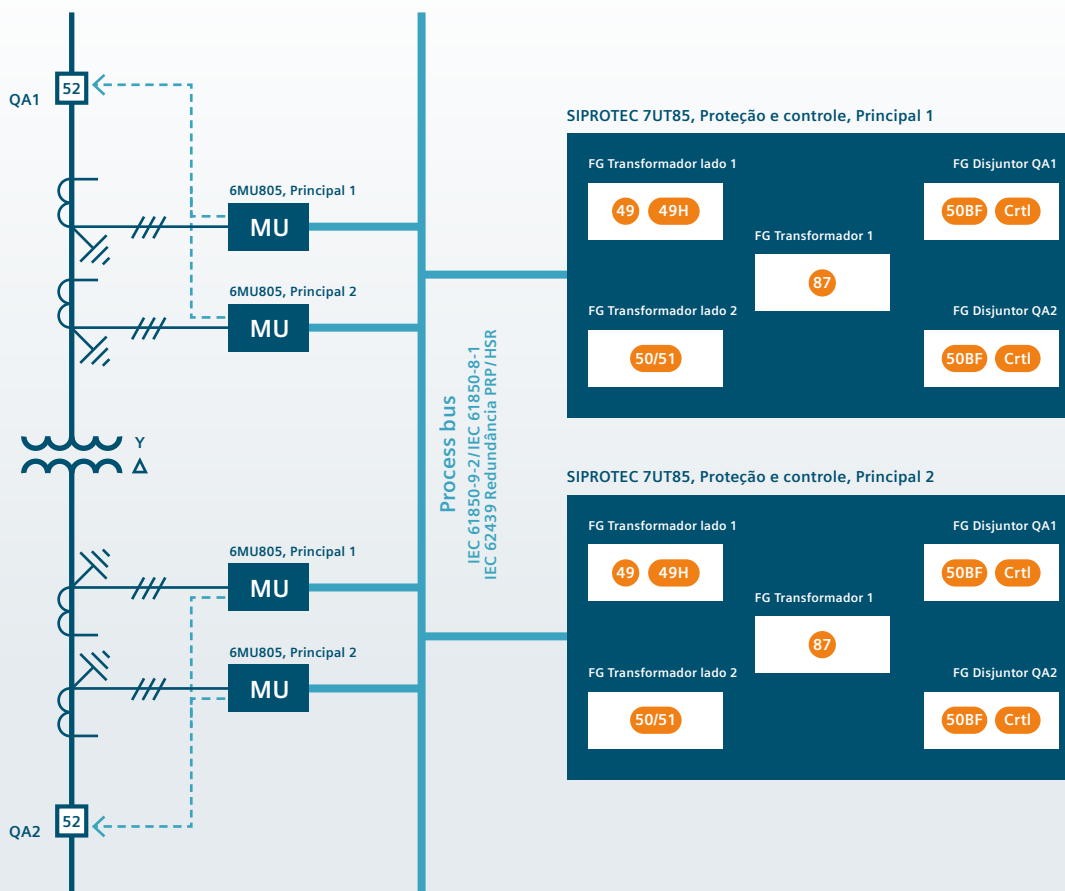 QA1
52
6MU805, Principal 1
MU
6MU805, Principal 2
MU
Y
Δ
6MU805, Principal 1
MU
6MU805, Principal 2
MU
QA2
52
Process bus
IEC 61850-9-2/IEC 61850-8-1
IEC 62439 Redundância PRP/HSR
SIPROTEC 7UT85, Proteção e controle, Principal 1
FG Transformador lado 1
49 49H
FG Disjuntor QA1
50BF Crtl
FG Transformador 1
87
FG Transformador lado 2
50/51
FG Disjuntor QA2
50BF Crtl
SIPROTEC 7UT85, Proteção e controle, Principal 2
FG Transformador lado 1
49 49H
FG Disjuntor QA1
50BF Crtl
FG Transformador 1
87
FG Transformador lado 2
50/51
FG Disjuntor QA2
50BF Crtl